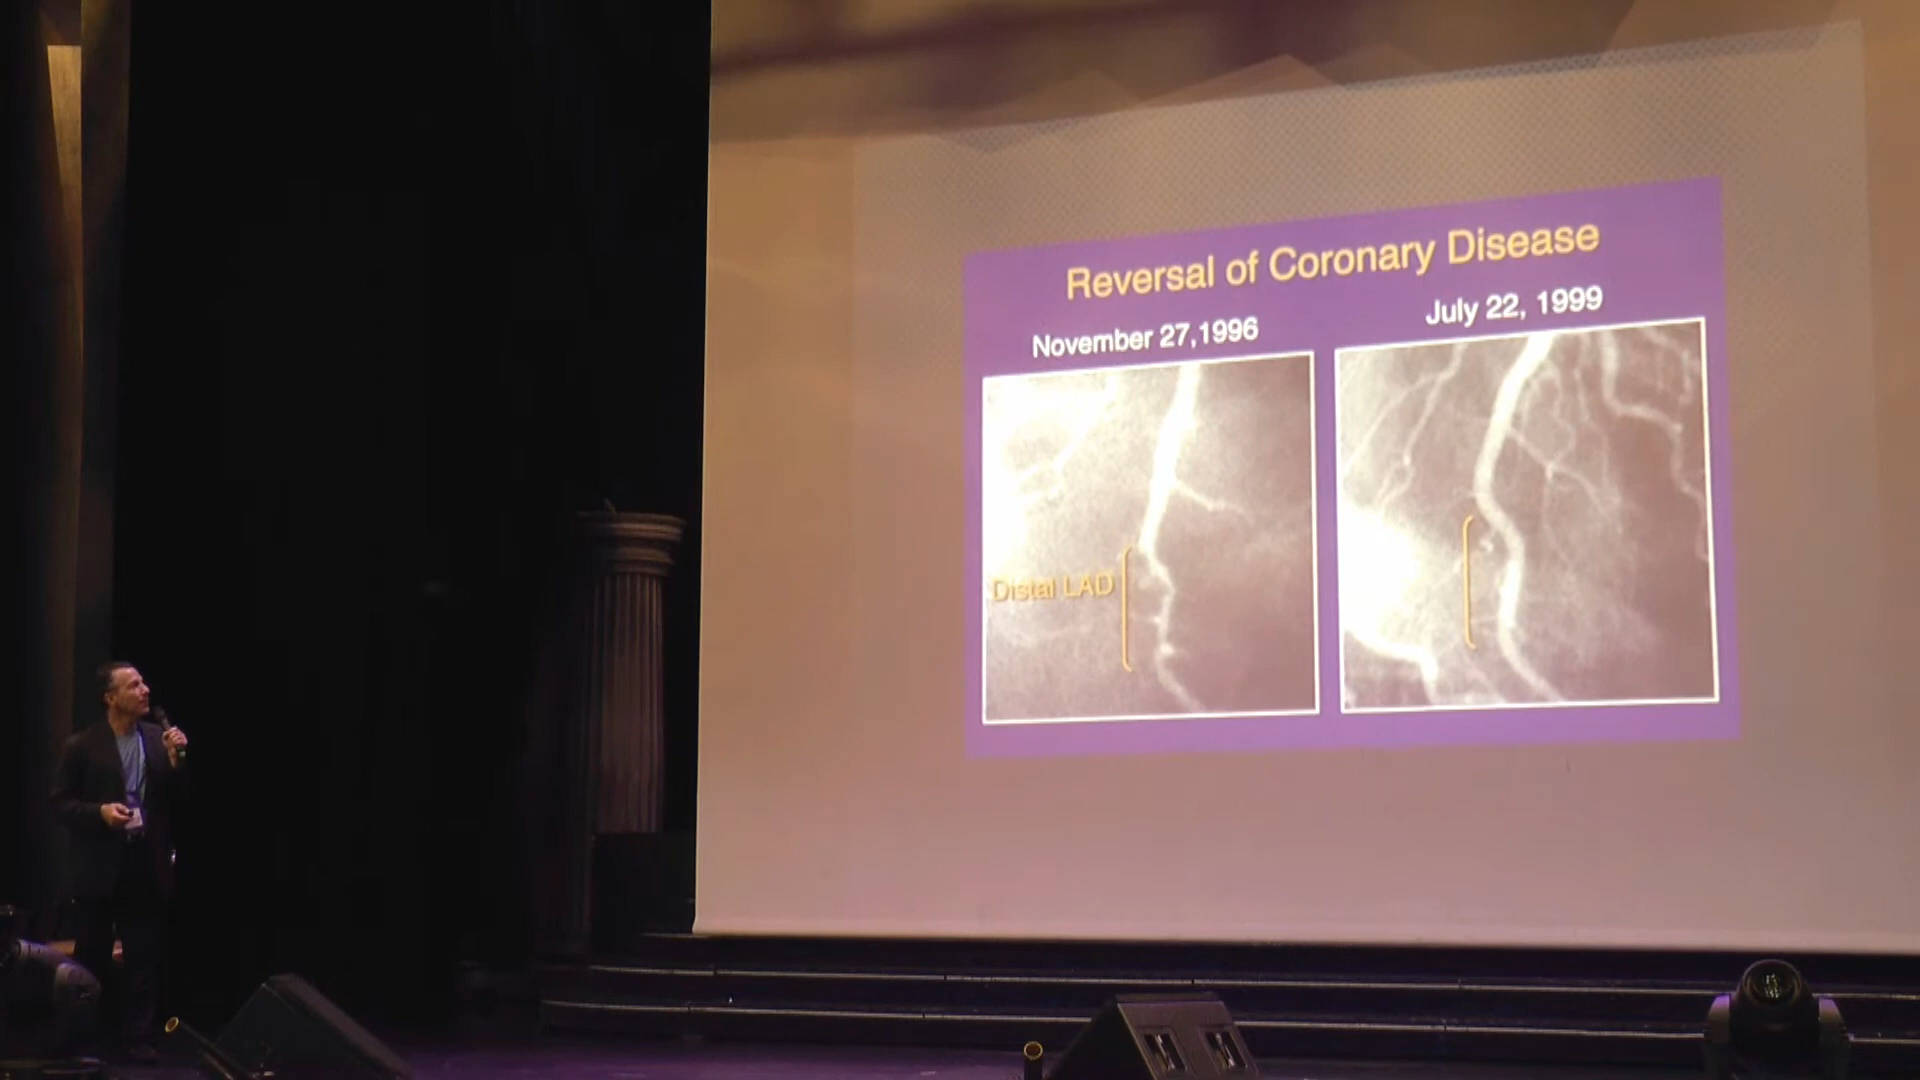 Reversal of Coronary Disease
November 27,1996
July 22, 1999
Distal LAD